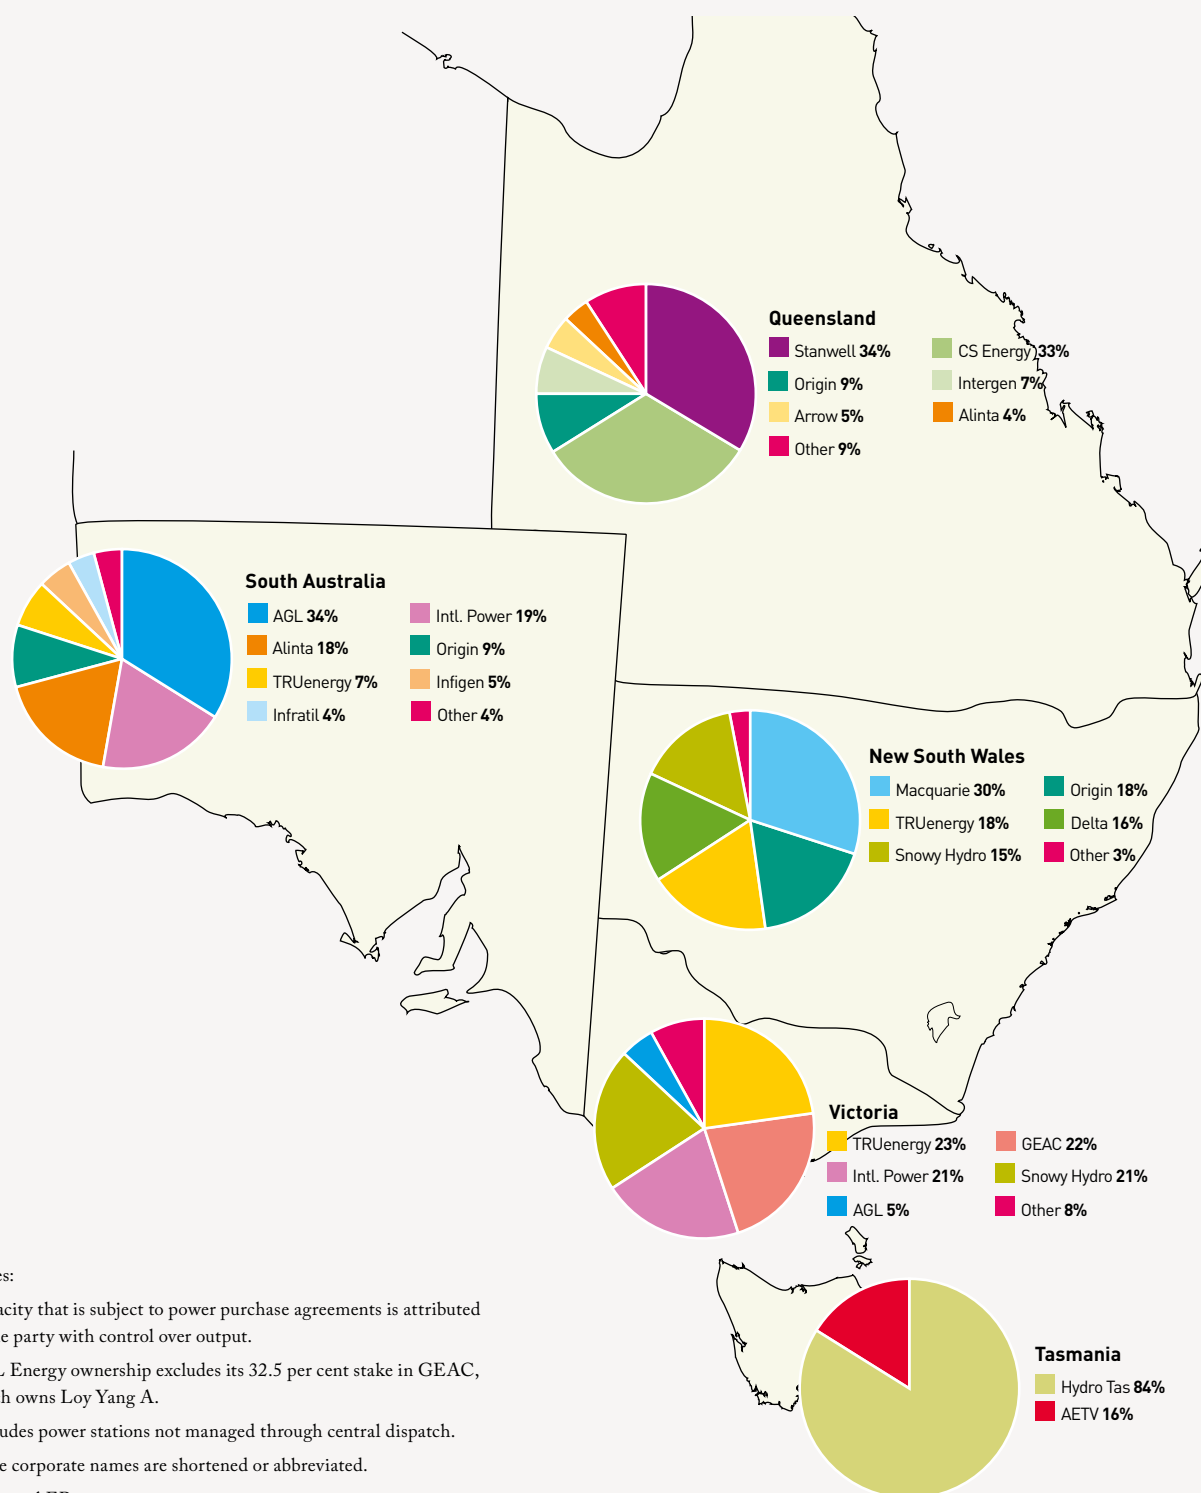 Queensland
Stanwell 34% CS Energy 33%
Origin 9% Intergen 7%
Arrow 5% Alinta 4%
Other 9%
South Australia
AGL 34% Intl. Power 19%
Alinta 18% Origin 9%
TRUenergy 7% Infigen 5%
Infratil 4% Other 4%
New South Wales
Macquarie 30% Origin 18%
TRUenergy 18% Delta 16%
Snowy Hydro 15% Other 3%
Victoria
TRUenergy 23% GEAC 22%
Intl. Power 21% Snowy Hydro 21%
AGL 5% Other 8%
Tasmania
Hydro Tas 84%
AETV 16%
es:
acity that is subject to power purchase agreements is attributed
e party with control over output.
L Energy ownership excludes its 32.5 per cent stake in GEAC,
h owns Loy Yang A.
udes power stations not managed through central dispatch.
e corporate names are shortened or abbreviated.